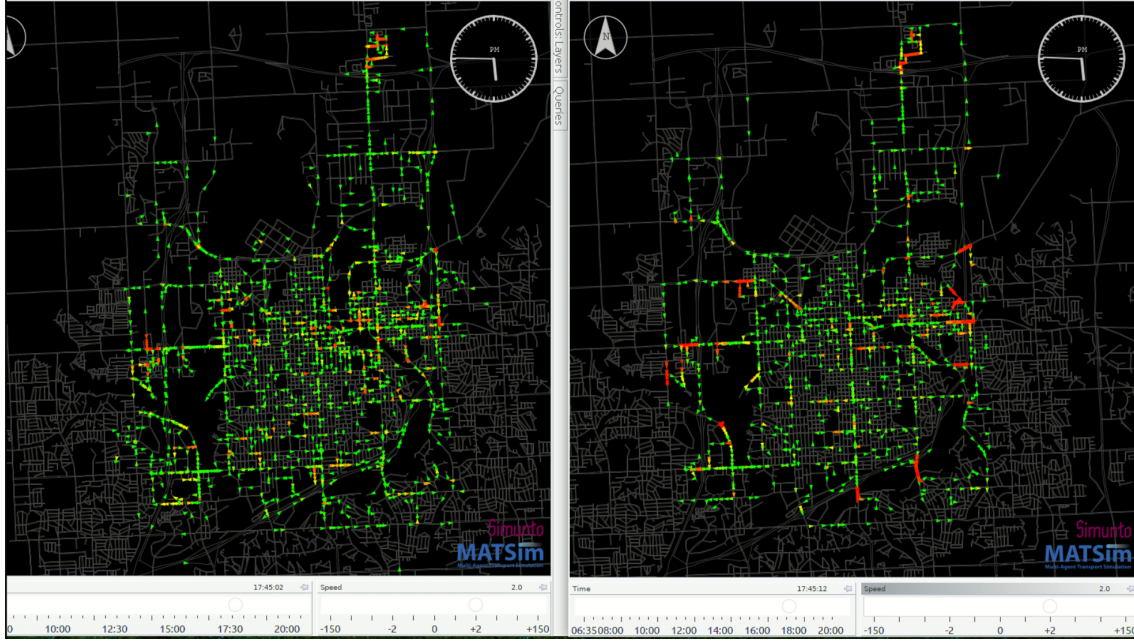 PM
ontrols: Layers
Queries
Simunto
MATSim
Multi-Agent Transport Simulation
17:45:02
Speed
2.0
0 10:00 12:30 15:00 17:30 20:00
-150 -2 0 +2 +150
N
PM
Simunto
MATSim
Multi-Agent Transport Simulation
Time
17:45:12
Speed
2.0
06:35 08:00 10:00 12:00 14:00 16:00 18:00 20:00
-150 -2 0 +2 +150